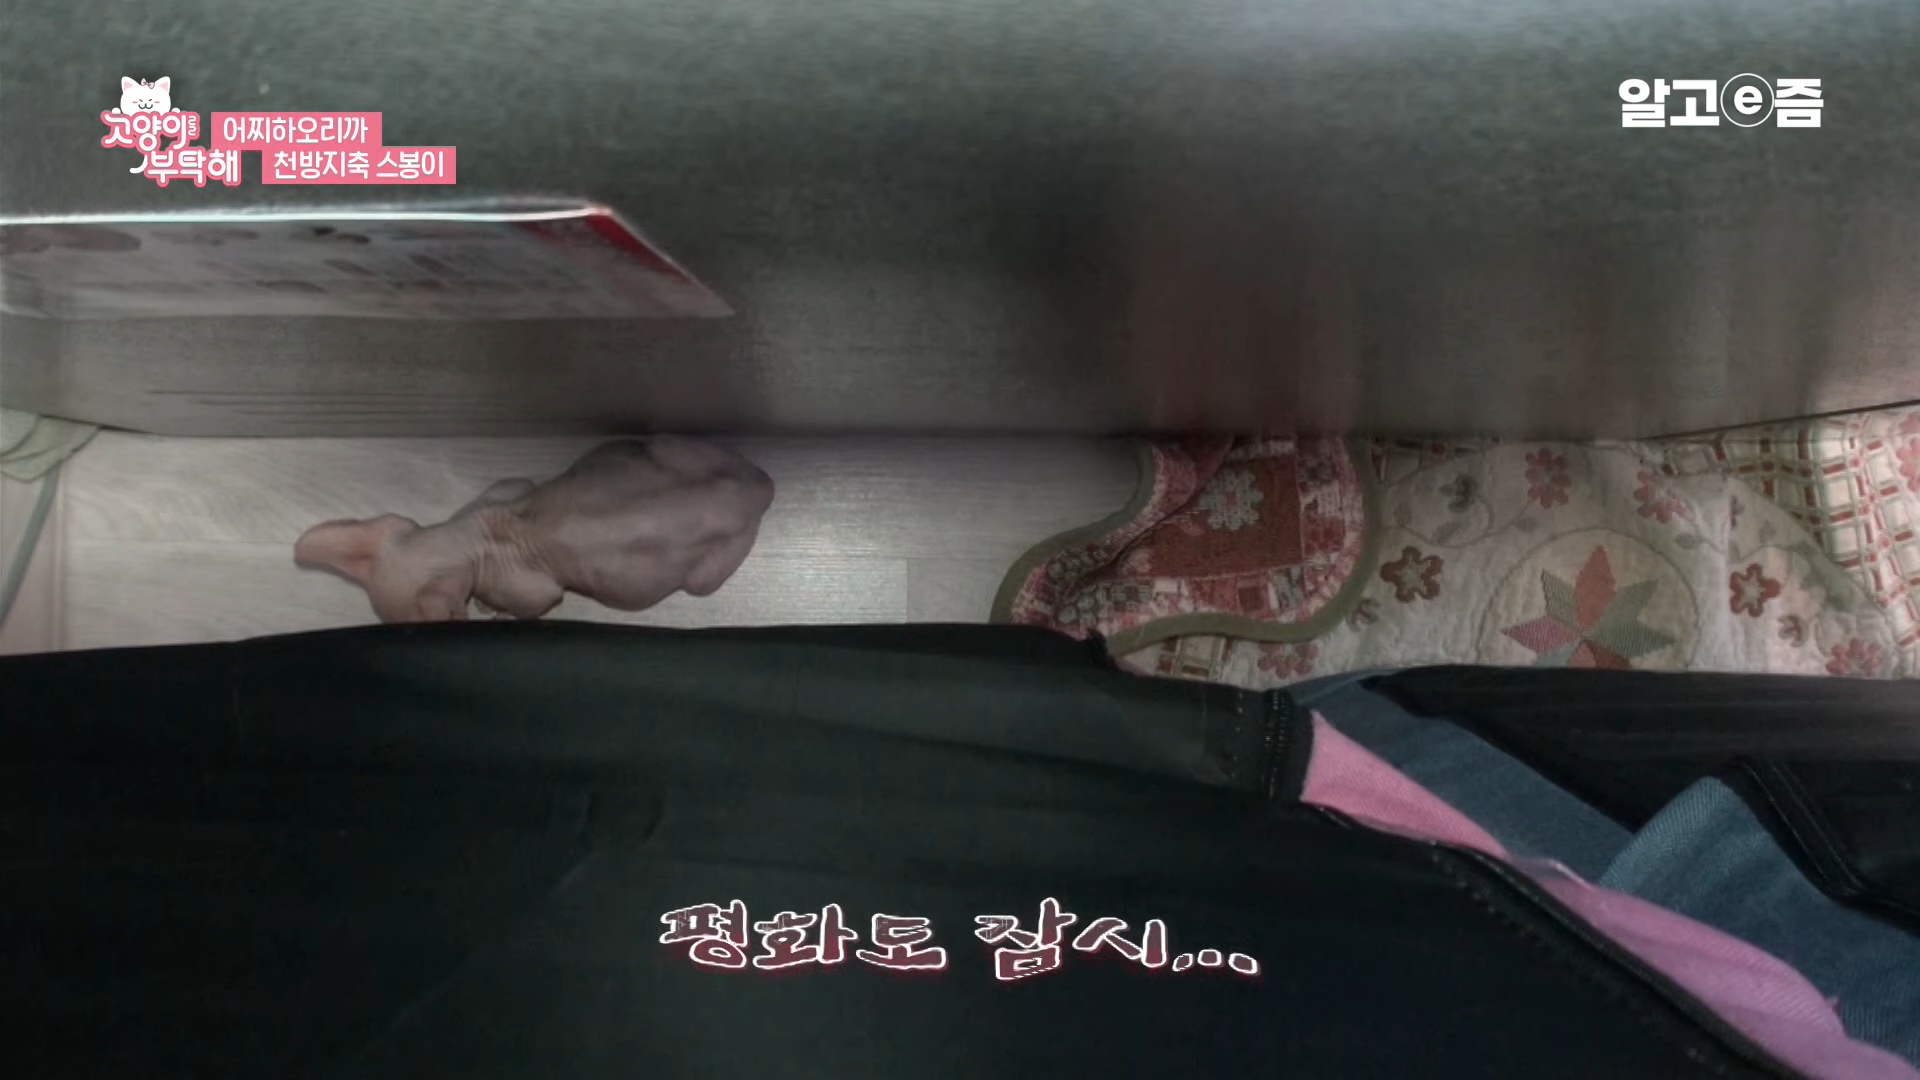 고양이를 부탁해
어찌하오리까
천방지축 스봉이
알고e즘
평화도 잠시...